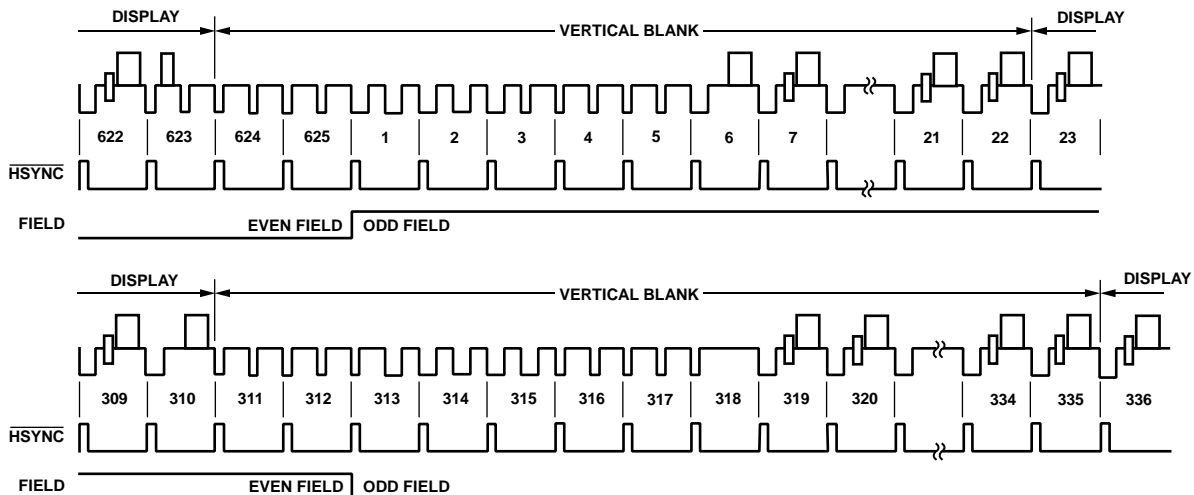 DISPLAY VERTICAL BLANK DISPLAY
622 623 624 625 1 2 3 4 5 6 7 21 22 23
HSYNC
FIELD EVEN FIELD ODD FIELD
DISPLAY VERTICAL BLANK DISPLAY
309 310 311 312 313 314 315 316 317 318 319 320 334 335 336
HSYNC
FIELD EVEN FIELD ODD FIELD